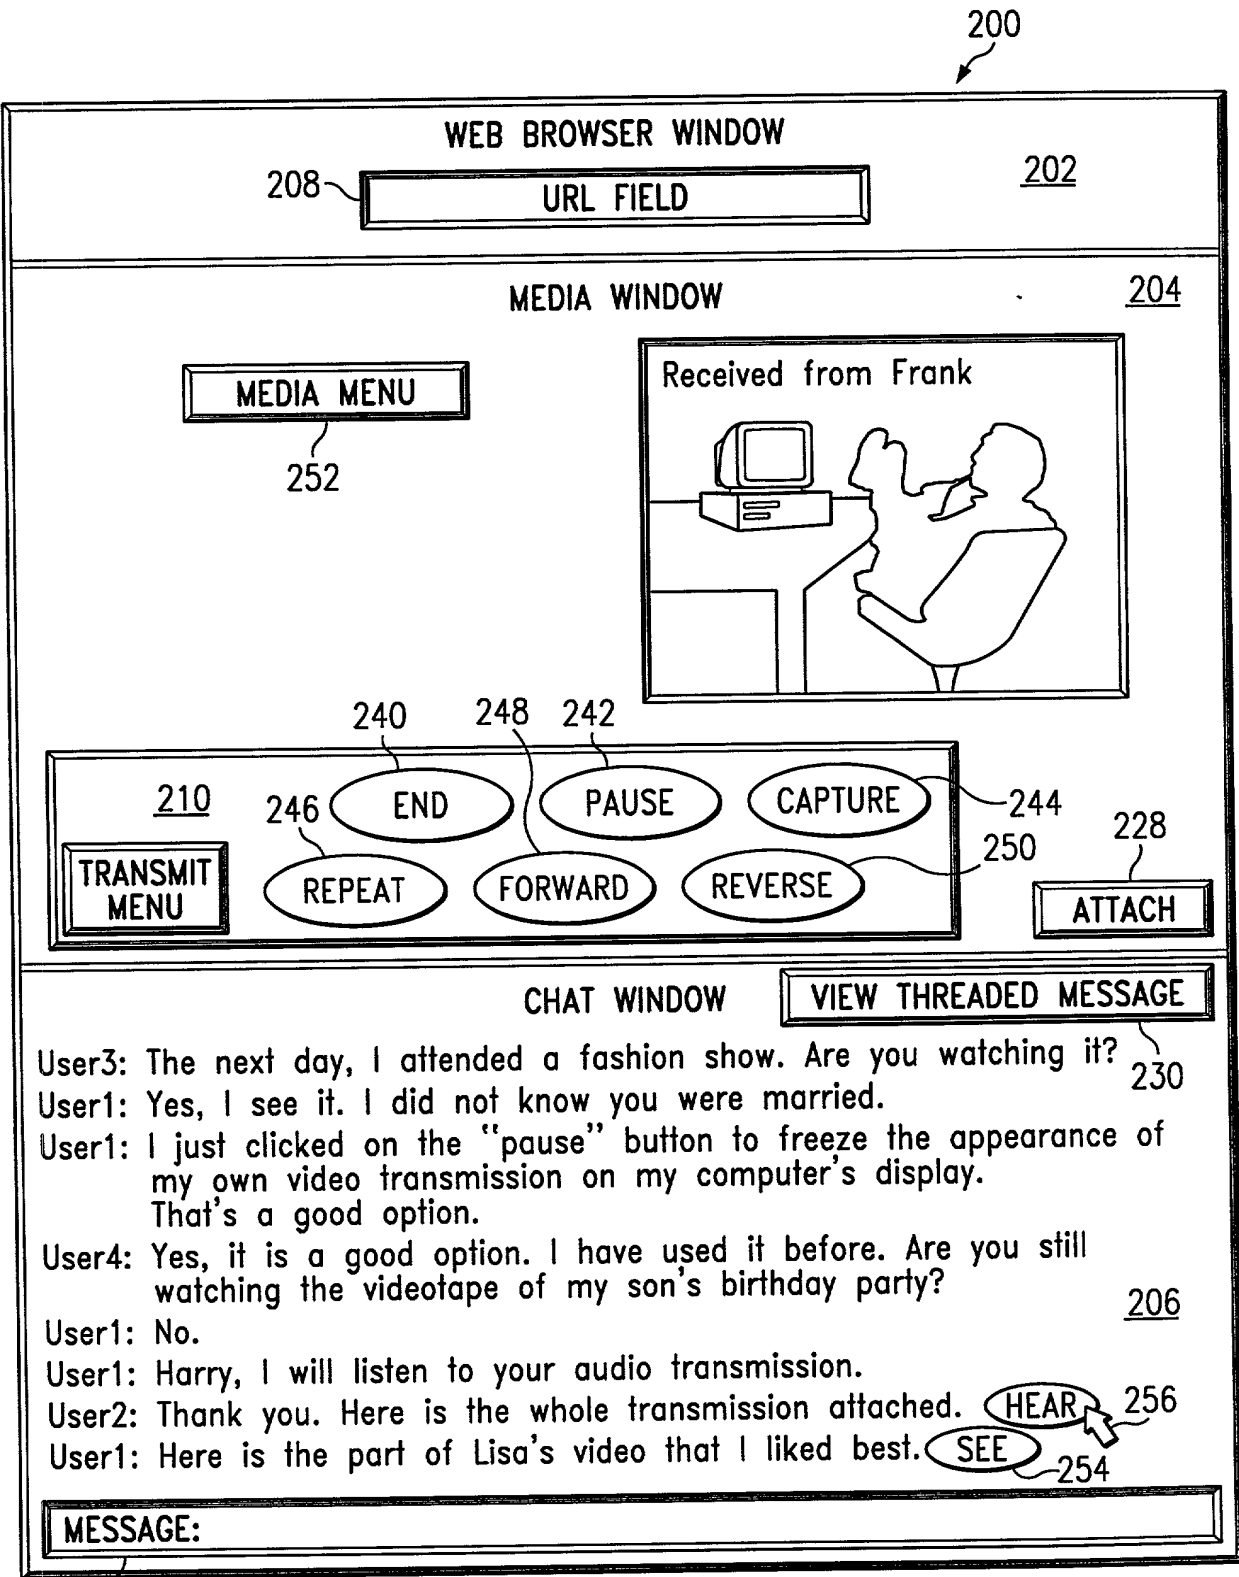 200
WEB BROWSER WINDOW
202
208
URL FIELD
MEDIA WINDOW
204
MEDIA MENU
252
Received from Frank
240
248
242
210
246
END
PAUSE
CAPTURE
244
TRANSMIT
MENU
REPEAT
FORWARD
REVERSE
250
228
ATTACH
CHAT WINDOW
VIEW THREADED MESSAGE
230
User3: The next day, I attended a fashion show. Are you watching it?
User1: Yes, I see it. I did not know you were married.
User1: I just clicked on the "pause" button to freeze the appearance of
my own video transmission on my computer's display.
That's a good option.
User4: Yes, it is a good option. I have used it before. Are you still
watching the videotape of my son's birthday party?
206
User1: No.
User1: Harry, I will listen to your audio transmission.
User2: Thank you. Here is the whole transmission attached. HEAR
256
User1: Here is the part of Lisa's video that I liked best. SEE
254
MESSAGE: